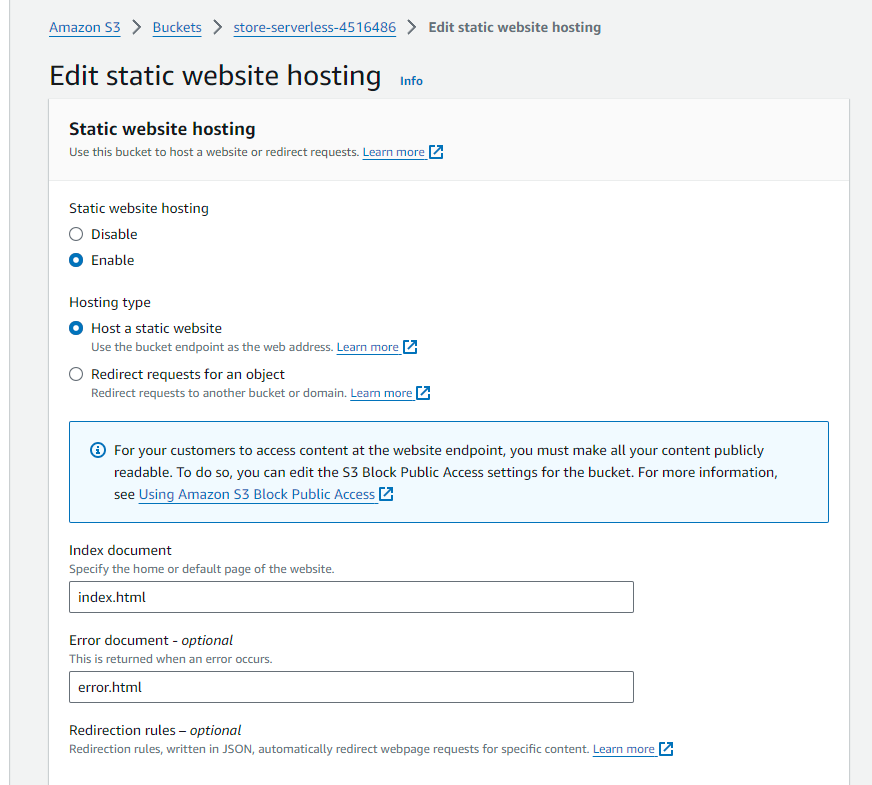 Amazon S3 > Buckets > store-serverless-4516486 > Edit static website hosting
Edit static website hosting Info
Static website hosting
Use this bucket to host a website or redirect requests. Learn more
Static website hosting
Disable
Enable
Hosting type
Host a static website
Use the bucket endpoint as the web address. Learn more
Redirect requests for an object
Redirect requests to another bucket or domain. Learn more
For your customers to access content at the website endpoint, you must make all your content publicly
readable. To do so, you can edit the S3 Block Public Access settings for the bucket. For more information,
see Using Amazon S3 Block Public Access
Index document
Specify the home or default page of the website.
index.html
Error document - optional
This is returned when an error occurs.
error.html
Redirection rules – optional
Redirection rules, written in JSON, automatically redirect webpage requests for specific content. Learn more